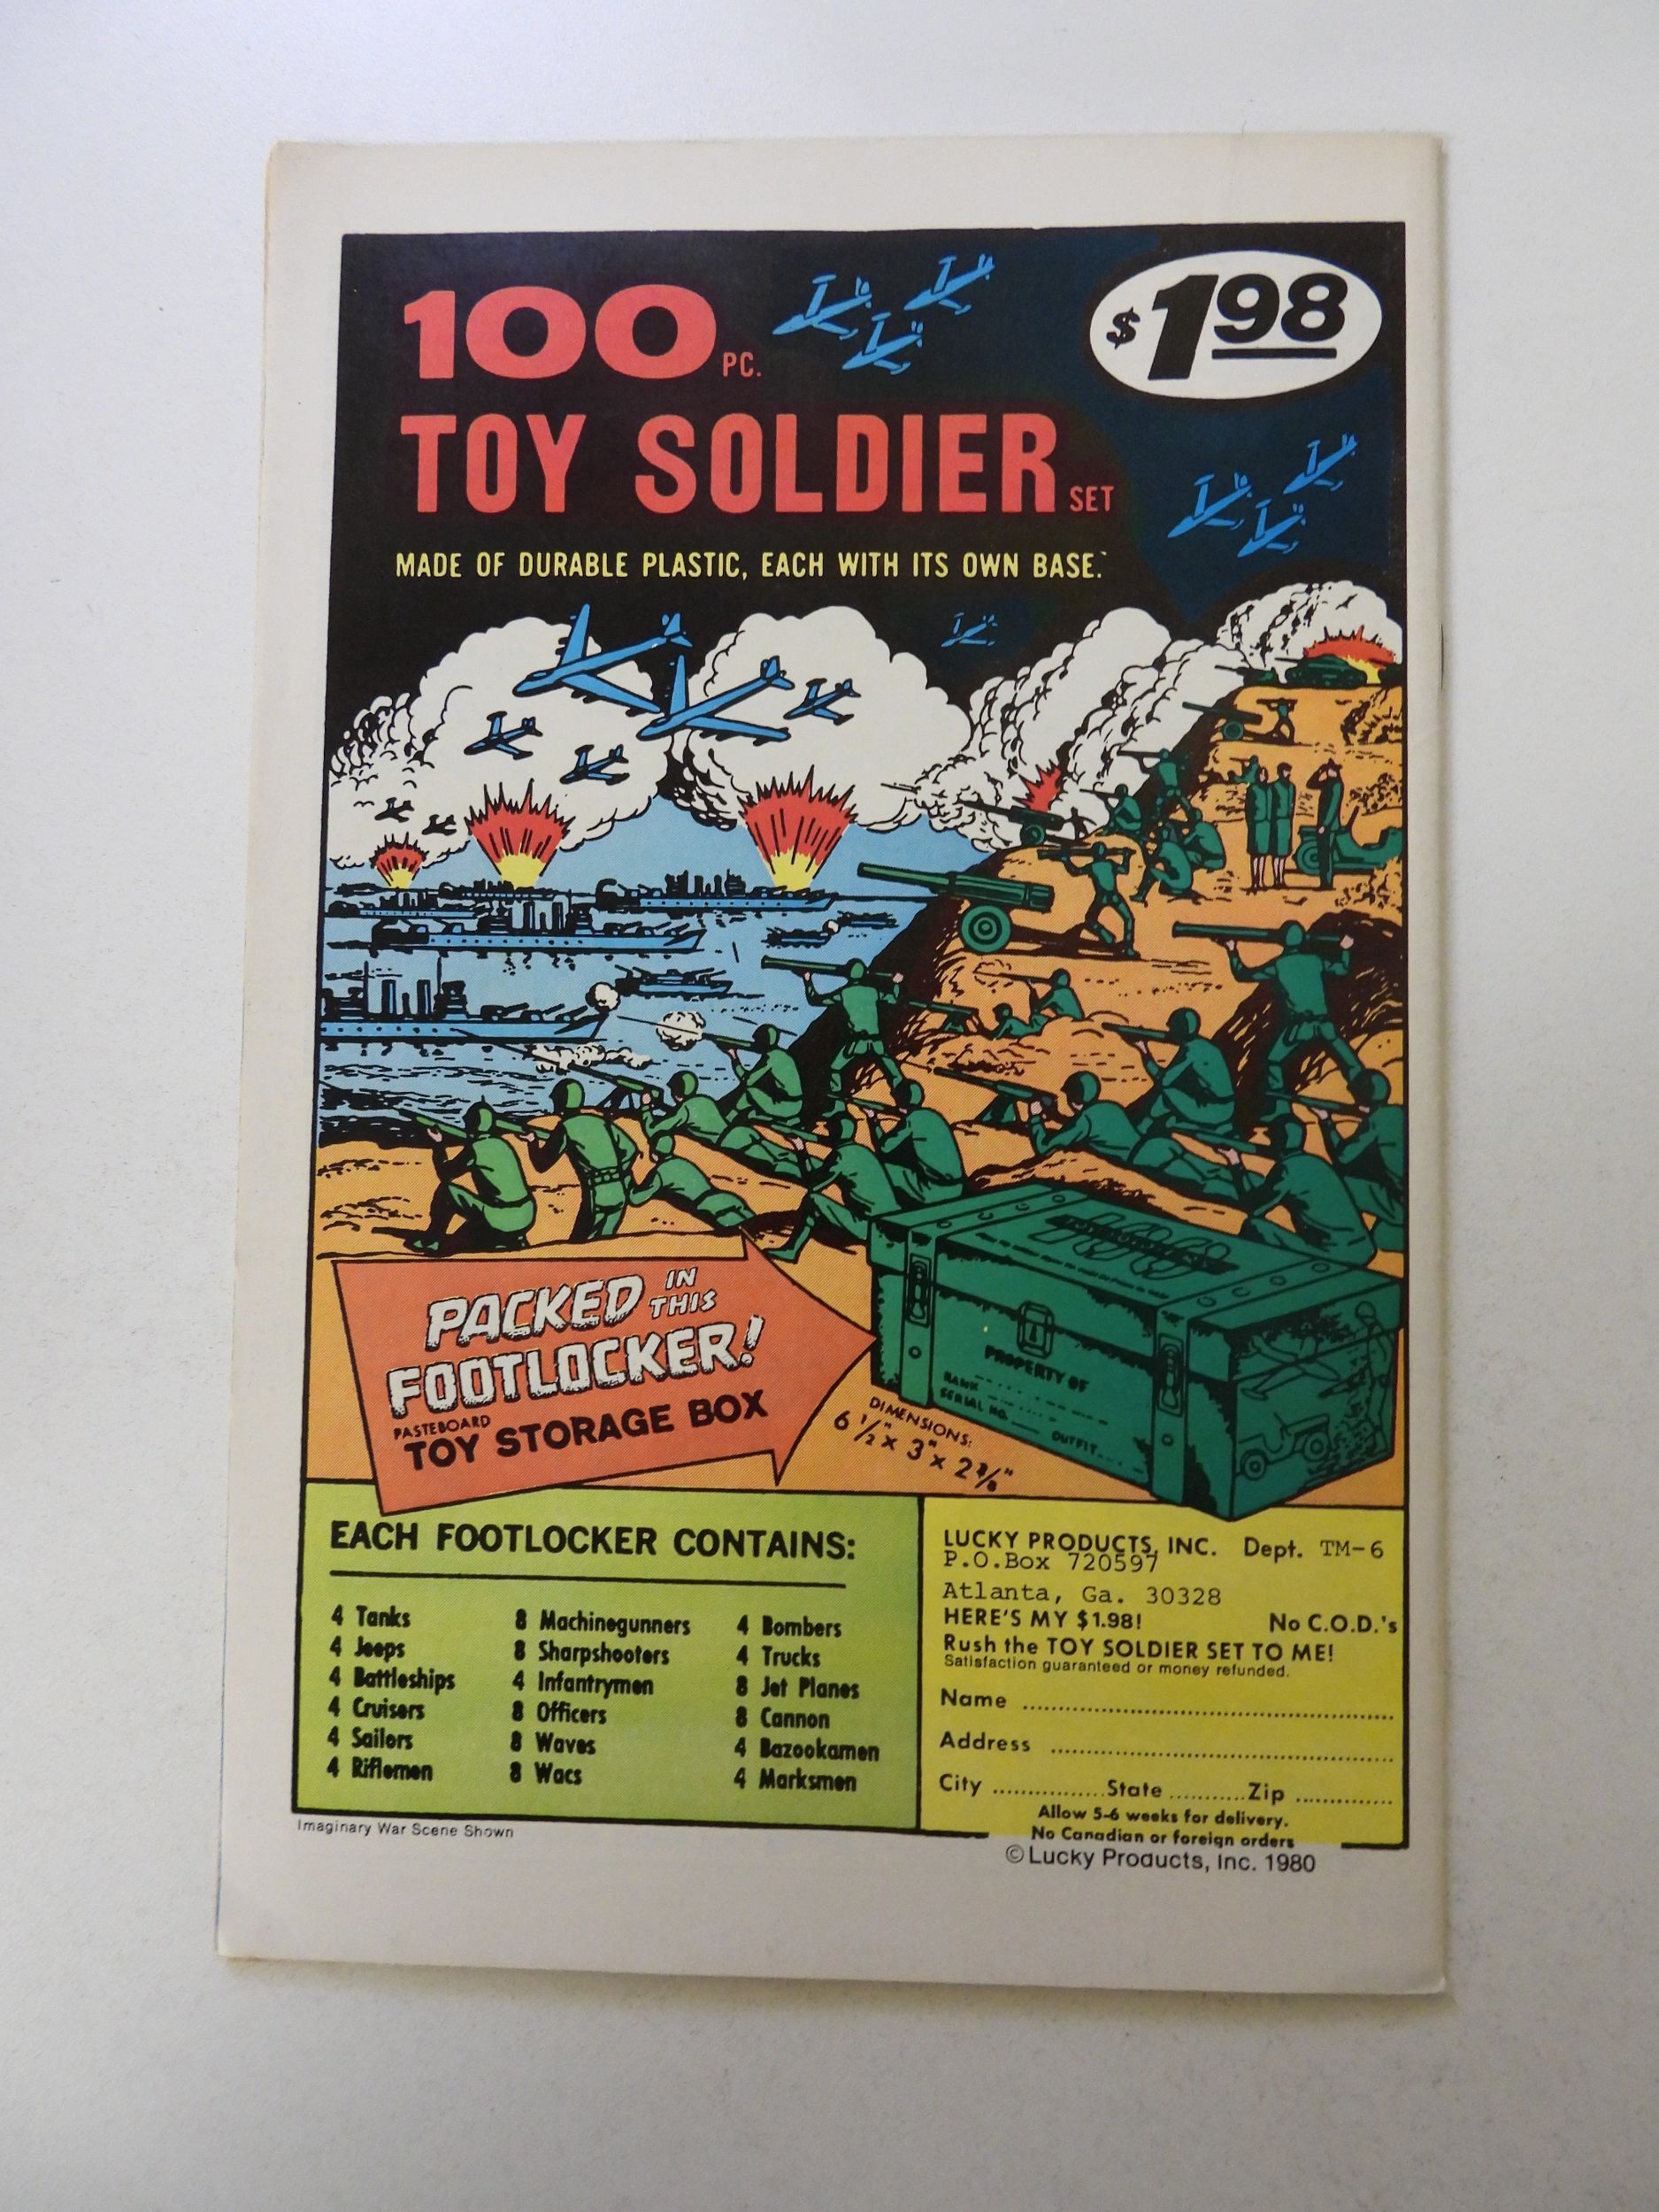 100 PC.
$1 98
TOY SOLDIER SET
MADE OF DURABLE PLASTIC, EACH WITH ITS OWN BASE.
PACKED IN THIS
FOOTLOCKER!
PASTEBOARD
TOY STORAGE BOX
100
PROPERTY OF
RANK
SERIAL NO.
OUTFIT
DIMENSIONS:
EACH FOOTLOCKER CONTAINS:
4 Tanks
4 Jeeps
4 Battleships
4 Cruisers
4 Sailors
4 Riflemen
8 Machinegunners
8 Sharpshooters
4 Infantrymen
8 Officers
8 Waves
8 Wacs
4 Bombers
4 Trucks
8 Jet Planes
8 Cannon
4 Bazookamen
4 Marksmen
LUCKY PRODUCTS, INC. Dept. TM-6
P.O.Box 720597
Atlanta, Ga. 30328
HERE'S MY $1.98! No C.O.D.'s
Rush the TOY SOLDIER SET TO ME!
Satisfaction guaranteed or money refunded.
Name
Address
City State Zip
Allow 5-6 weeks for delivery.
No Canadian or foreign orders
Imaginary War Scene Shown
© Lucky Products, Inc. 1980